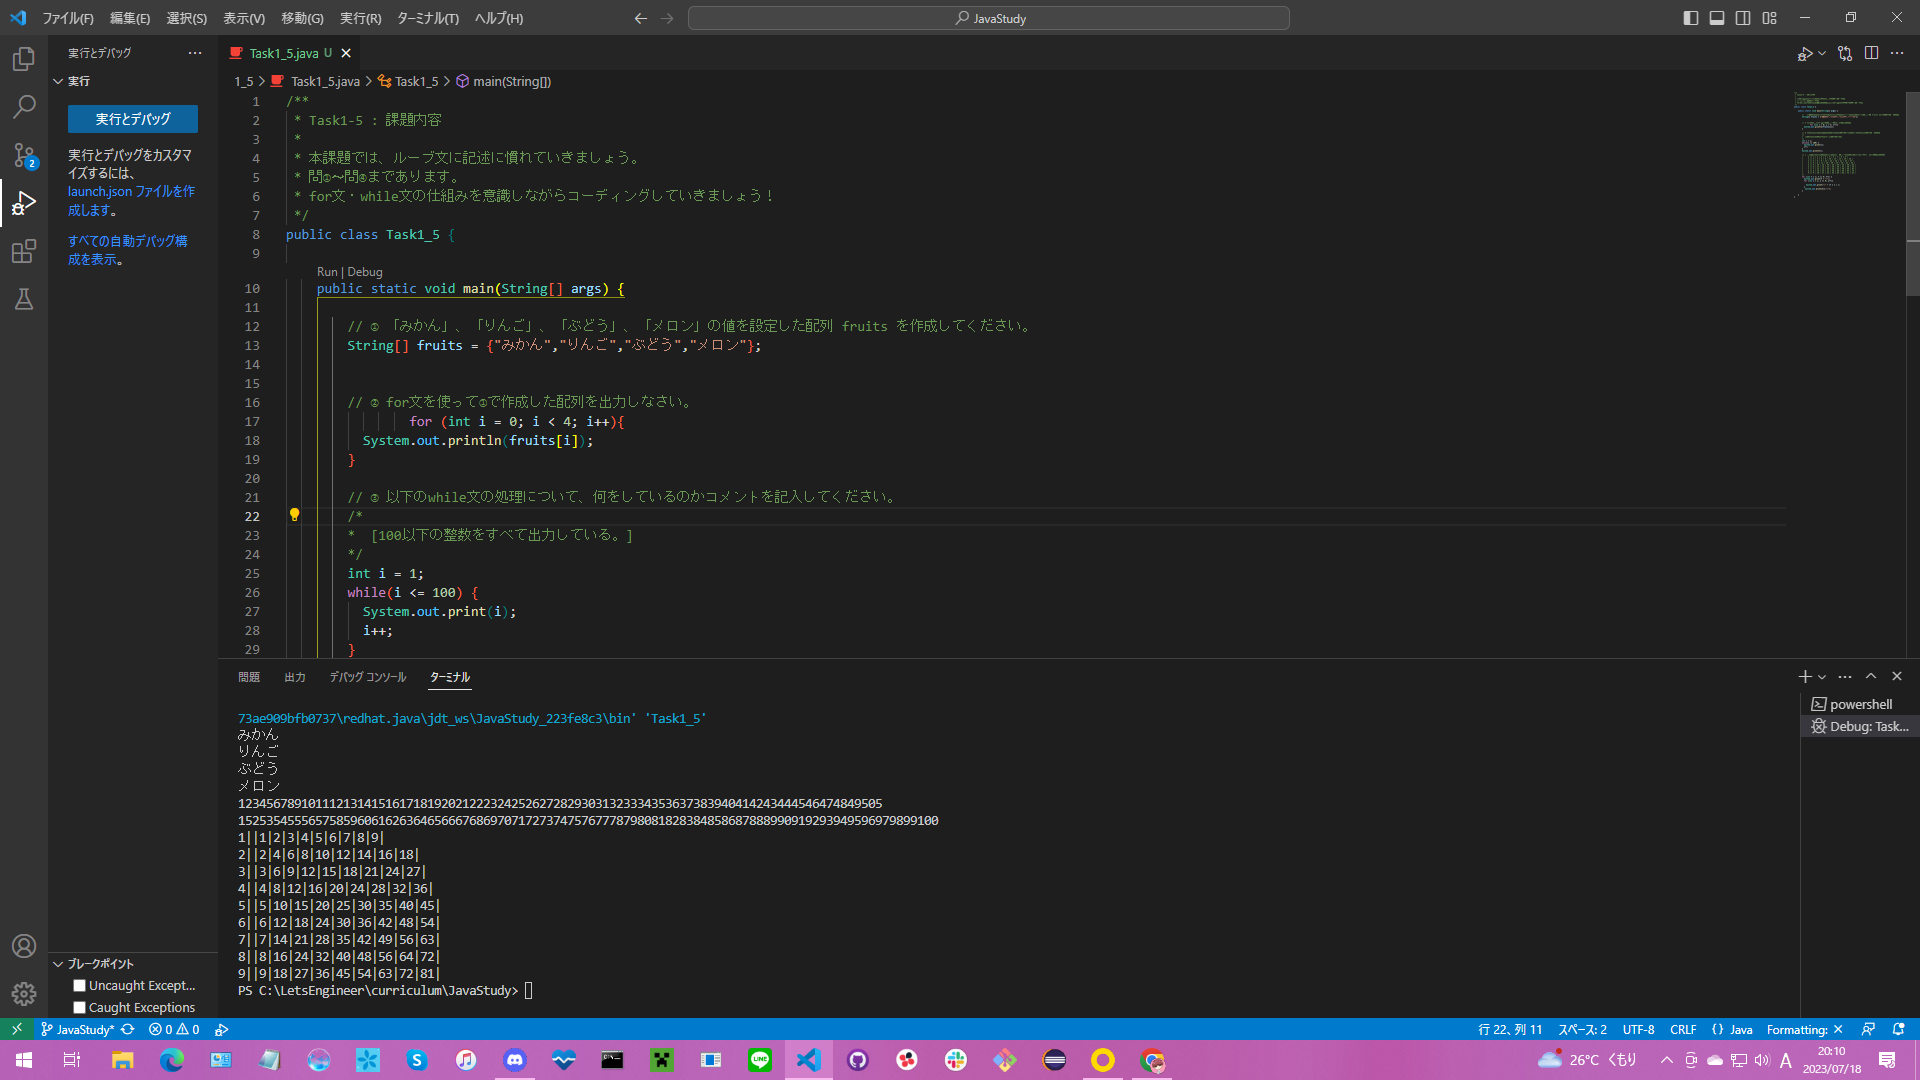 ファイル(F) 編集(E) 選択(S) 表示(V) 移動(G) 実行(R) ターミナル(T) ヘルプ(H)
JavaStudy
実行とデバッグ
実行
実行とデバッグ
実行とデバッグをカスタマ
イズするには、
launch.json ファイルを作
成します。
すべての自動デバッグ構
成を表示。
ブレークポイント
Uncaught Except...
Caught Exceptions
Task1_5.java U
1_5 > Task1_5.java > Task1_5 > main(String[])
1 /**
2 * Task1-5 : 課題内容
3 *
4 * 本課題では、ループ文に記述に慣れていきましょう。
5 * 問①～問④まであります。
6 * for文・while文の仕組みを意識しながらコーディングしていきましょう！
7 */
8 public class Task1_5 {
9
Run | Debug
10 public static void main(String[] args) {
11
12 // ① 「みかん」、「りんご」、「ぶどう」、「メロン」の値を設定した配列 fruits を作成してください。
13 String[] fruits = {"みかん","りんご","ぶどう","メロン"};
14
15
16 // ② for文を使って①で作成した配列を出力しなさい。
17 for (int i = 0; i < 4; i++){
18 System.out.println(fruits[i]);
19 }
20
21 // ③ 以下のwhile文の処理について、何をしているのかコメントを記入してください。
22 /*
23 * [100以下の整数をすべて出力している。]
24 */
25 int i = 1;
26 while(i <= 100) {
27 System.out.print(i);
28 i++;
29 }
問題 出力 デバッグ コンソール ターミナル
powershell
Debug: Task...
73ae909bfb0737\redhat.java\jdt_ws\JavaStudy_223fe8c3\bin' 'Task1_5'
みかん
りんご
ぶどう
メロン
12345678910111213141516171819202122232425262728293031323334353637383940414243444546474849505
152535455565758596061626364656667686970717273747576777879808182838485868788899091929394959697989 9100
1||1|2|3|4|5|6|7|8|9|
2||2|4|6|8|10|12|14|16|18|
3||3|6|9|12|15|18|21|24|27|
4||4|8|12|16|20|24|28|32|36|
5||5|10|15|20|25|30|35|40|45|
6||6|12|18|24|30|36|42|48|54|
7||7|14|21|28|35|42|49|56|63|
8||8|16|24|32|40|48|56|64|72|
9||9|18|27|36|45|54|63|72|81|
PS C:\LetsEngineer\curriculum\JavaStudy>
JavaStudy* 0 0
行 22、列 11 スペース: 2 UTF-8 CRLF {} Java Formatting: ×
26°C くもり A 20:10
2023/07/18